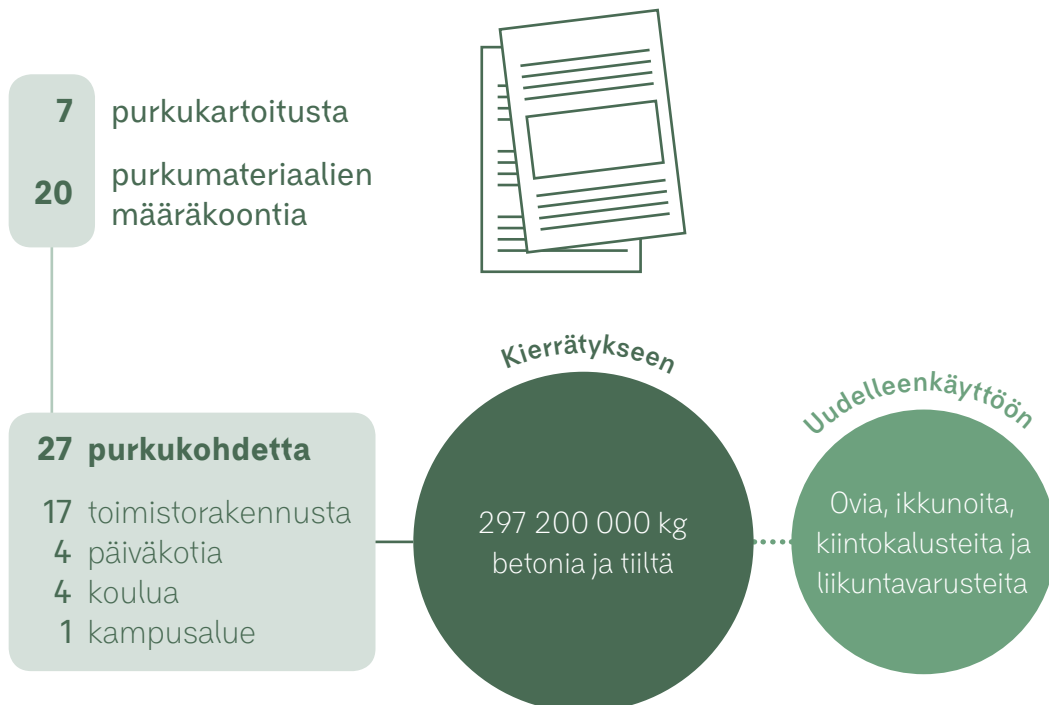 7 purkukartoitusta
20 purkumateriaalien
määräkoontia
27 purkukohdetta
17 toimistorakennusta
4 päiväkotia
4 koulua
1 kampusalue
Kierrätykseen
297 200 000 kg
betonia ja tiiltä
Uudelleenkäyttöön
Ovia, ikkunoita,
kiintokalusteita ja
liikuntavarusteita